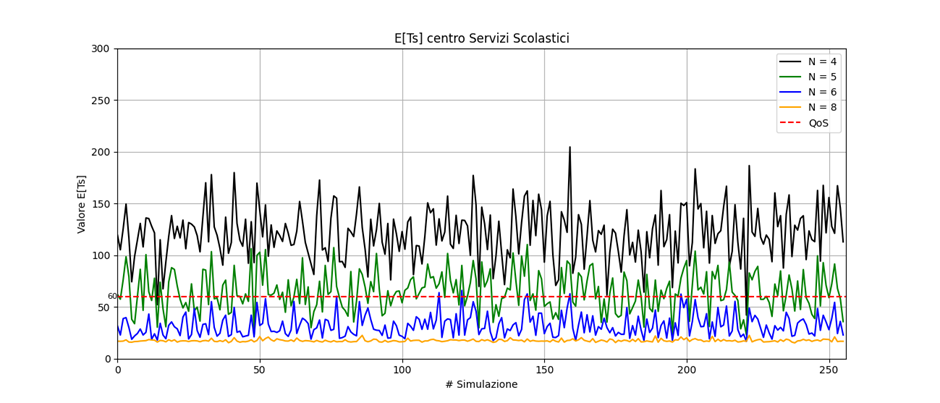 E[Ts] centro Servizi Scolastici
300
250
200
150
100
60
50
0
Valore E[Ts]
N = 4
N = 5
N = 6
N = 8
QoS
0 50 100 150 200 250
# Simulazione